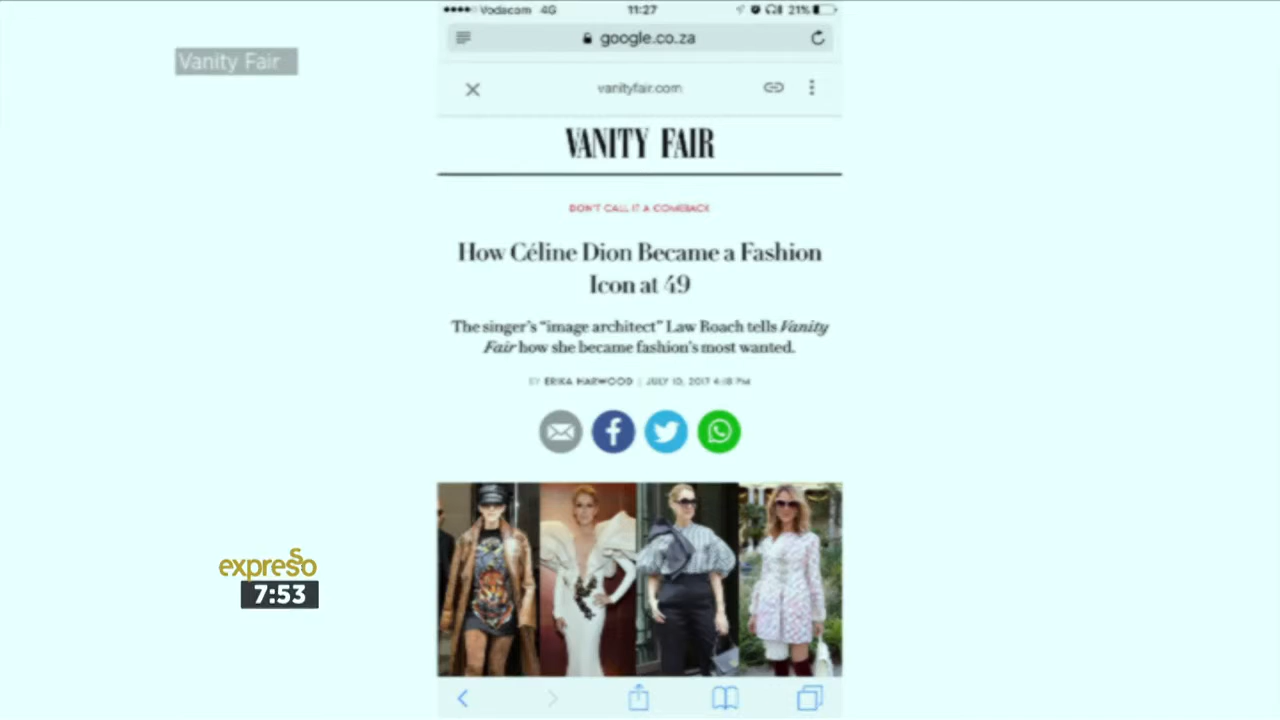 Vodacom 4G 11:27 21%
google.co.za
Vanity Fair
vanityfair.com
VANITY FAIR
DON'T CALL IT A COMEBACK
How Céline Dion Became a Fashion
Icon at 49
The singer's "image architect" Law Roach tells Vanity
Fair how she became fashion's most wanted.
BY ERIKA HARWOOD | JULY 10, 2017 4:18 PM
expresso
7:53